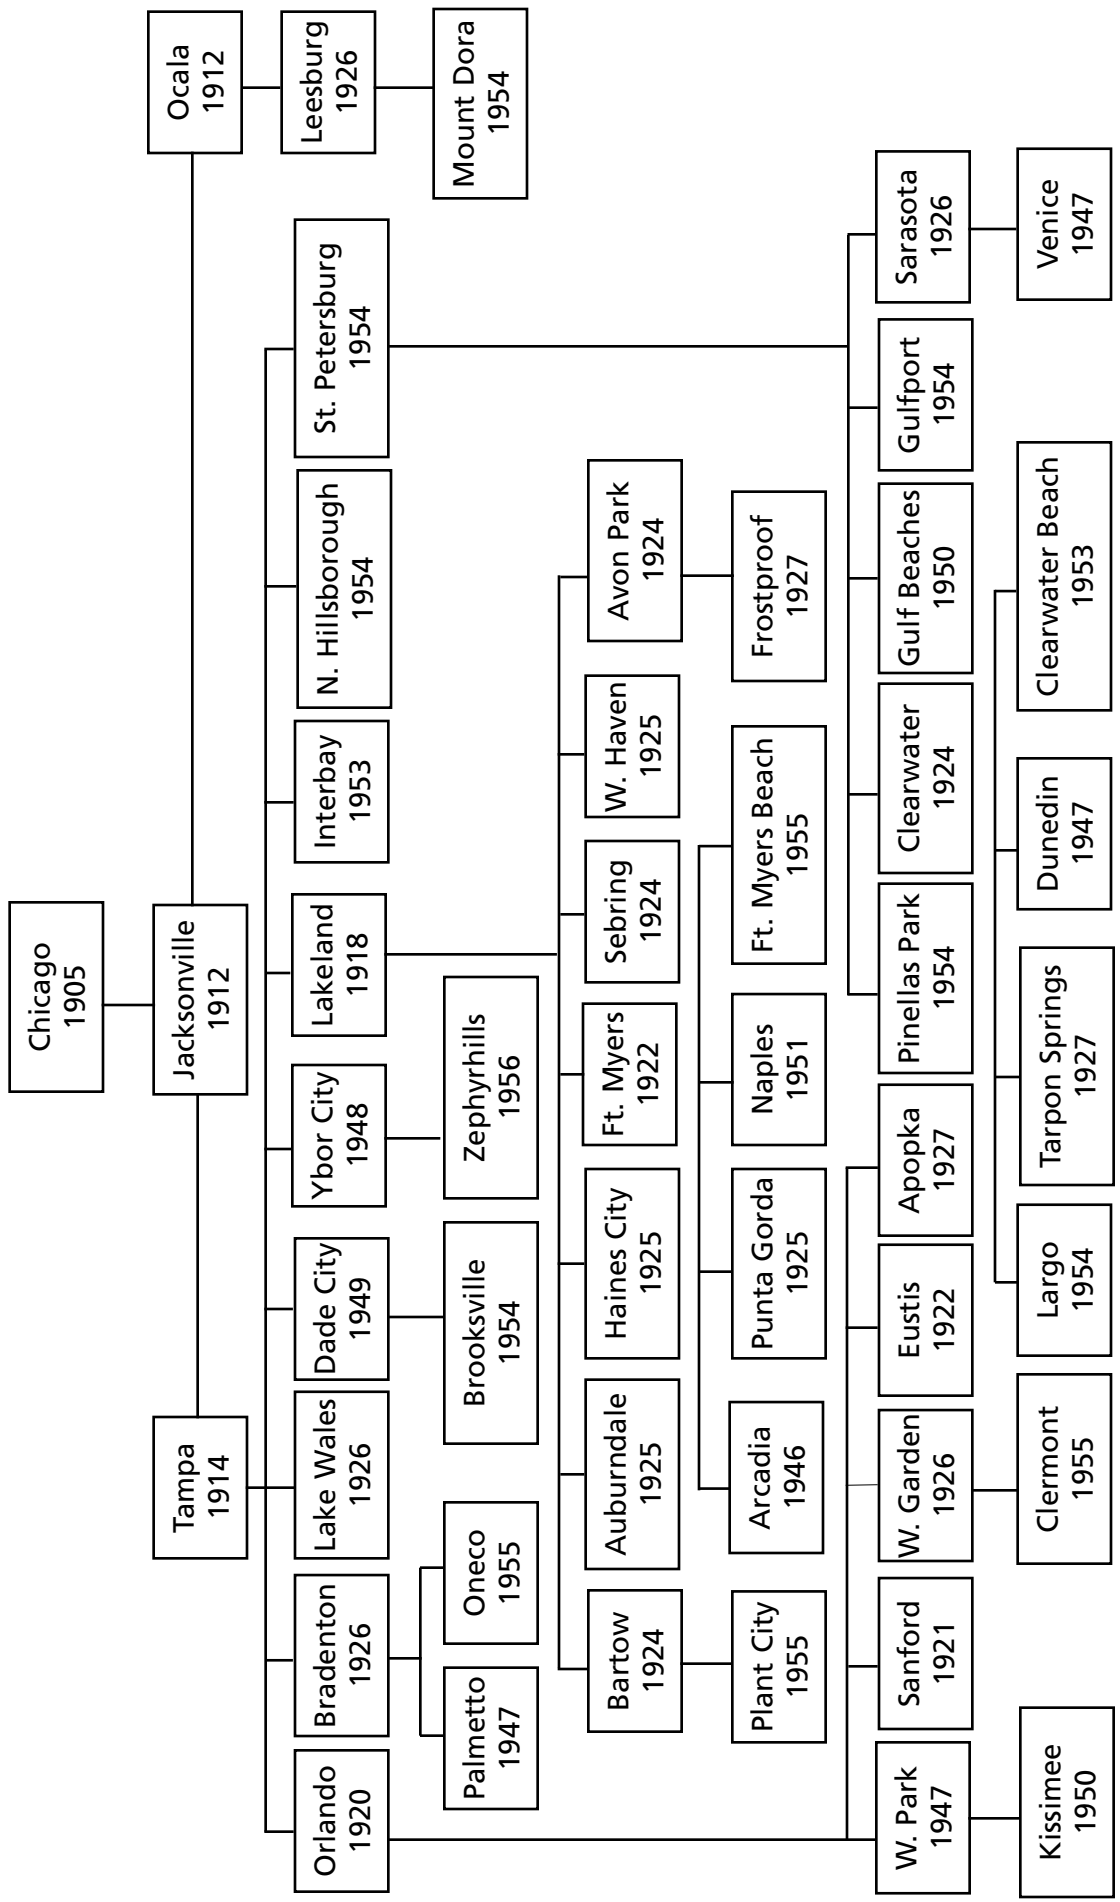 Chicago
1905
Jacksonville
1912
Tampa
1914
Ocala
1912
Orlando
1920
Bradenton
1926
Lake Wales
1926
Dade City
1949
Ybor City
1948
Lakeland
1918
Interbay
1953
N. Hillsborough
1954
St. Petersburg
1954
Leesburg
1926
Palmetto
1947
Oneco
1955
Brooksville
1954
Zephyrhills
1956
Mount Dora
1954
Bartow
1924
Auburndale
1925
Haines City
1925
Ft. Myers
1922
Sebring
1924
W. Haven
1925
Avon Park
1924
Plant City
1955
Arcadia
1946
Punta Gorda
1925
Naples
1951
Ft. Myers Beach
1955
Frostproof
1927
W. Park
1947
Sanford
1921
W. Garden
1926
Eustis
1922
Apopka
1927
Pinellas Park
1954
Clearwater
1924
Gulf Beaches
1950
Gulfport
1954
Sarasota
1926
Kissimee
1950
Clermont
1955
Largo
1954
Tarpon Springs
1927
Dunedin
1947
Clearwater Beach
1953
Venice
1947